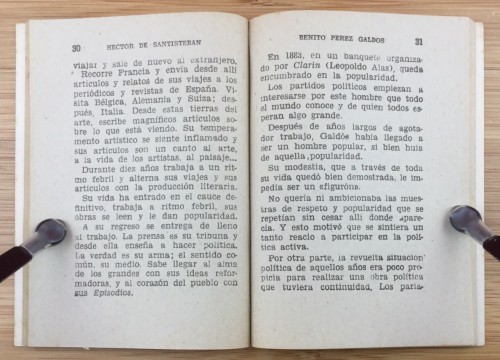 30 HECTOR DE SANTISTEBAN
viajar y sale de nuevo al extranjero,
Recorre Francia y envía desde allí
artículos y relatos de sus viajes a los
periódicos y revistas de España. Vi-
sita Bélgica, Alemania y Suiza; des-
pués, Italia. Desde estas tierras del
arte, escribe magníficos artículos so-
bre lo que está viendo. Su tempera-
mento artístico se siente inflamado y
sus artículos son un canto al arte,
a la vida de los artistas, al paisaje...
Durante diez años trabaja a un rit-
mo febril y alterna sus viajes y sus
artículos con la producción literaria.
Su vida ha entrado en el cauce de-
finitivo, trabaja a ritmo febril, sus
obras se leen y le dan popularidad.
A su regreso se entrega de lleno
al trabajo. La prensa es su tribuna y
desde ella enseña a hacer política.
La verdad es su arma; el sentido co-
mún, su medio. Sabe llegar al alma
de los grandes con sus ideas refor-
madoras, y al corazón del pueblo con
sus Episodios.
BENITO PEREZ GALDOS 31
En 1883, en un banquete organiza-
do por Clarín (Leopoldo Alas), queda
encumbrado en la popularidad.
Los partidos políticos empiezan a
interesarse por este hombre que todo
el mundo conoce y de quien todos es-
peran algo grande.
Después de años largos de agota-
dor trabajo, Galdós había llegado a
ser un hombre popular, si bien huía
de aquella popularidad.
Su modestia, que a través de toda
su vida quedó bien demostrada, le im-
pedía ser un figurón.
No quería ni ambicionaba las mues-
tras de respeto y popularidad que se
repetían sin cesar allí donde apare-
cía. Y esto motivó que se sintiera un
tanto reacio a participar en la polí-
tica activa.
Por otra parte, la revuelta situación
política de aquellos años era poco pro-
picia para realizar una obra política
que tuviera continuidad. Los parla-